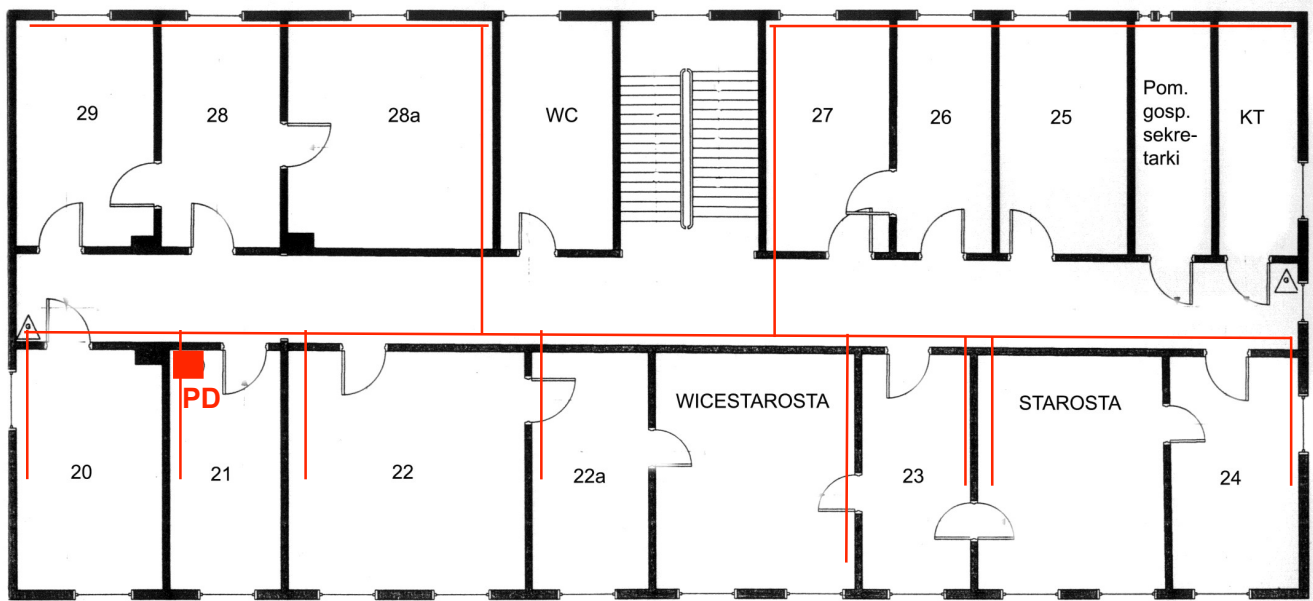 29
28
28a
WC
27
26
25
Pom.
gosp.
sekre-
tarki
KT
PD
20
21
22
22a
WICESTAROSTA
23
STAROSTA
24